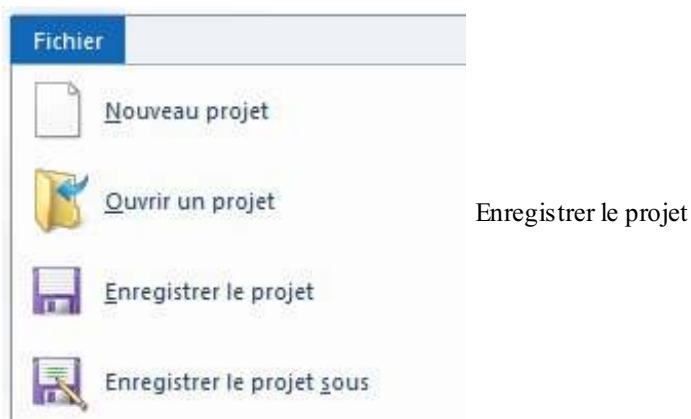 Fichier
Nouveau projet
Ouvrir un projet
Enregistrer le projet
Enregistrer le projet sous
Enregistrer le projet